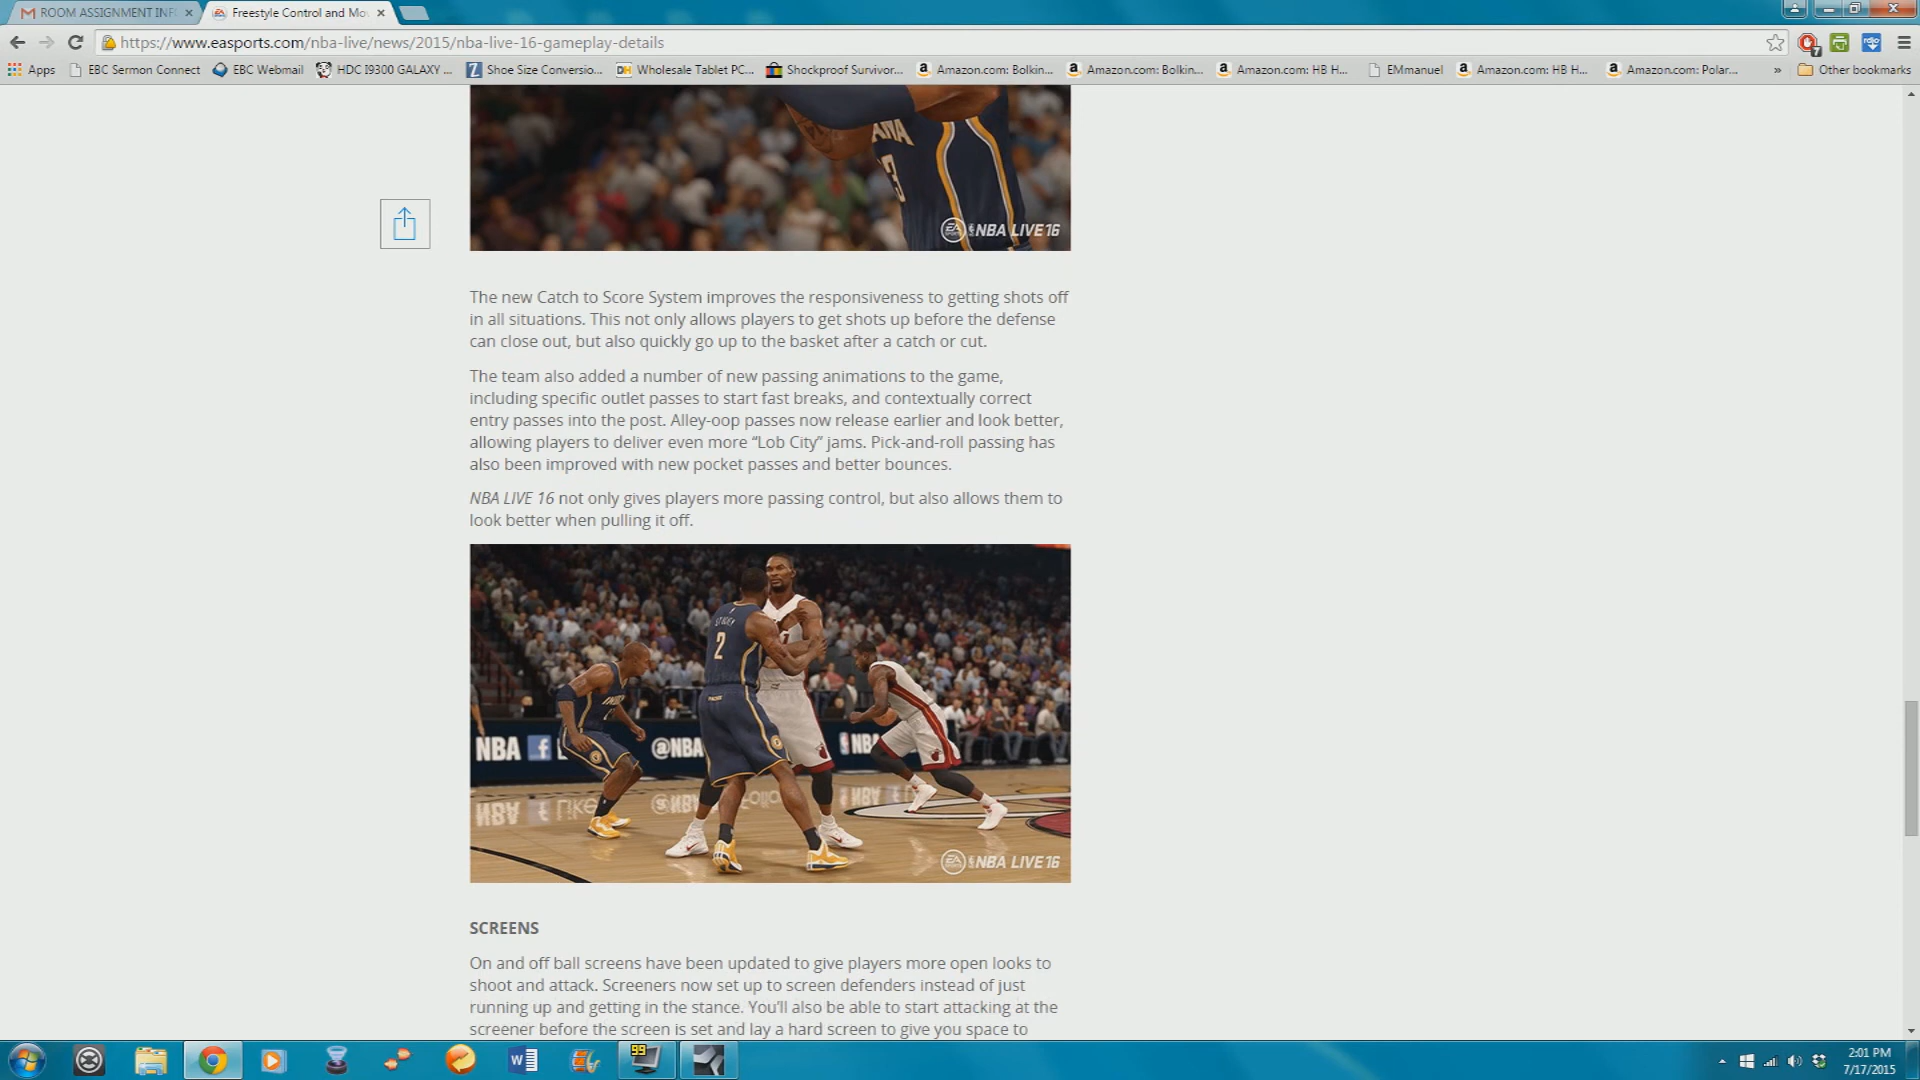 ROOM ASSIGNMENT INF
Freestyle Control and Mo
https://www.easports.com/nba-live/news/2015/nba-live-16-gameplay-details
7
rdio
Apps
EBC Sermon Connect
EBC Webmail
HDC I9300 GALAXY ...
Shoe Size Conversio...
DH Wholesale Tablet PC...
Shockproof Survivor...
Amazon.com: Bolkin...
Amazon.com: Bolkin...
Amazon.com: HB H...
EMmanuel
Amazon.com: HB H...
Amazon.com: Polar...
» Other bookmarks
ANA
3
EA SPORTS NBA LIVE 16
The new Catch to Score System improves the responsiveness to getting shots off
in all situations. This not only allows players to get shots up before the defense
can close out, but also quickly go up to the basket after a catch or cut.
The team also added a number of new passing animations to the game,
including specific outlet passes to start fast breaks, and contextually correct
entry passes into the post. Alley-oop passes now release earlier and look better,
allowing players to deliver even more “Lob City” jams. Pick-and-roll passing has
also been improved with new pocket passes and better bounces.
NBA LIVE 16 not only gives players more passing control, but also allows them to
look better when pulling it off.
STUCKEY
2
NBA f
@NBA
NBA
EA SPORTS NBA LIVE 16
SCREENS
On and off ball screens have been updated to give players more open looks to
shoot and attack. Screeners now set up to screen defenders instead of just
running up and getting in the stance. You’ll also be able to start attacking at the
screener before the screen is set and lay a hard screen to give you space to
99
2:01 PM
7/17/2015